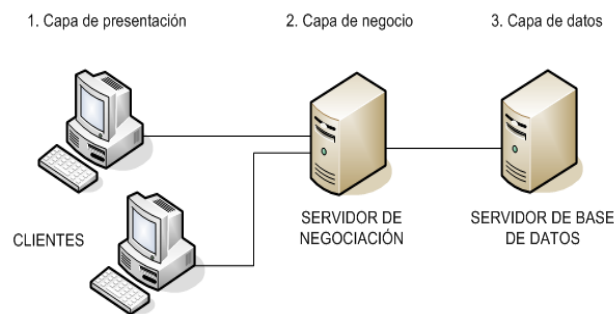 1. Capa de presentación
2. Capa de negocio
3. Capa de datos
CLIENTES
SERVIDOR DE
NEGOCIACIÓN
SERVIDOR DE BASE
DE DATOS